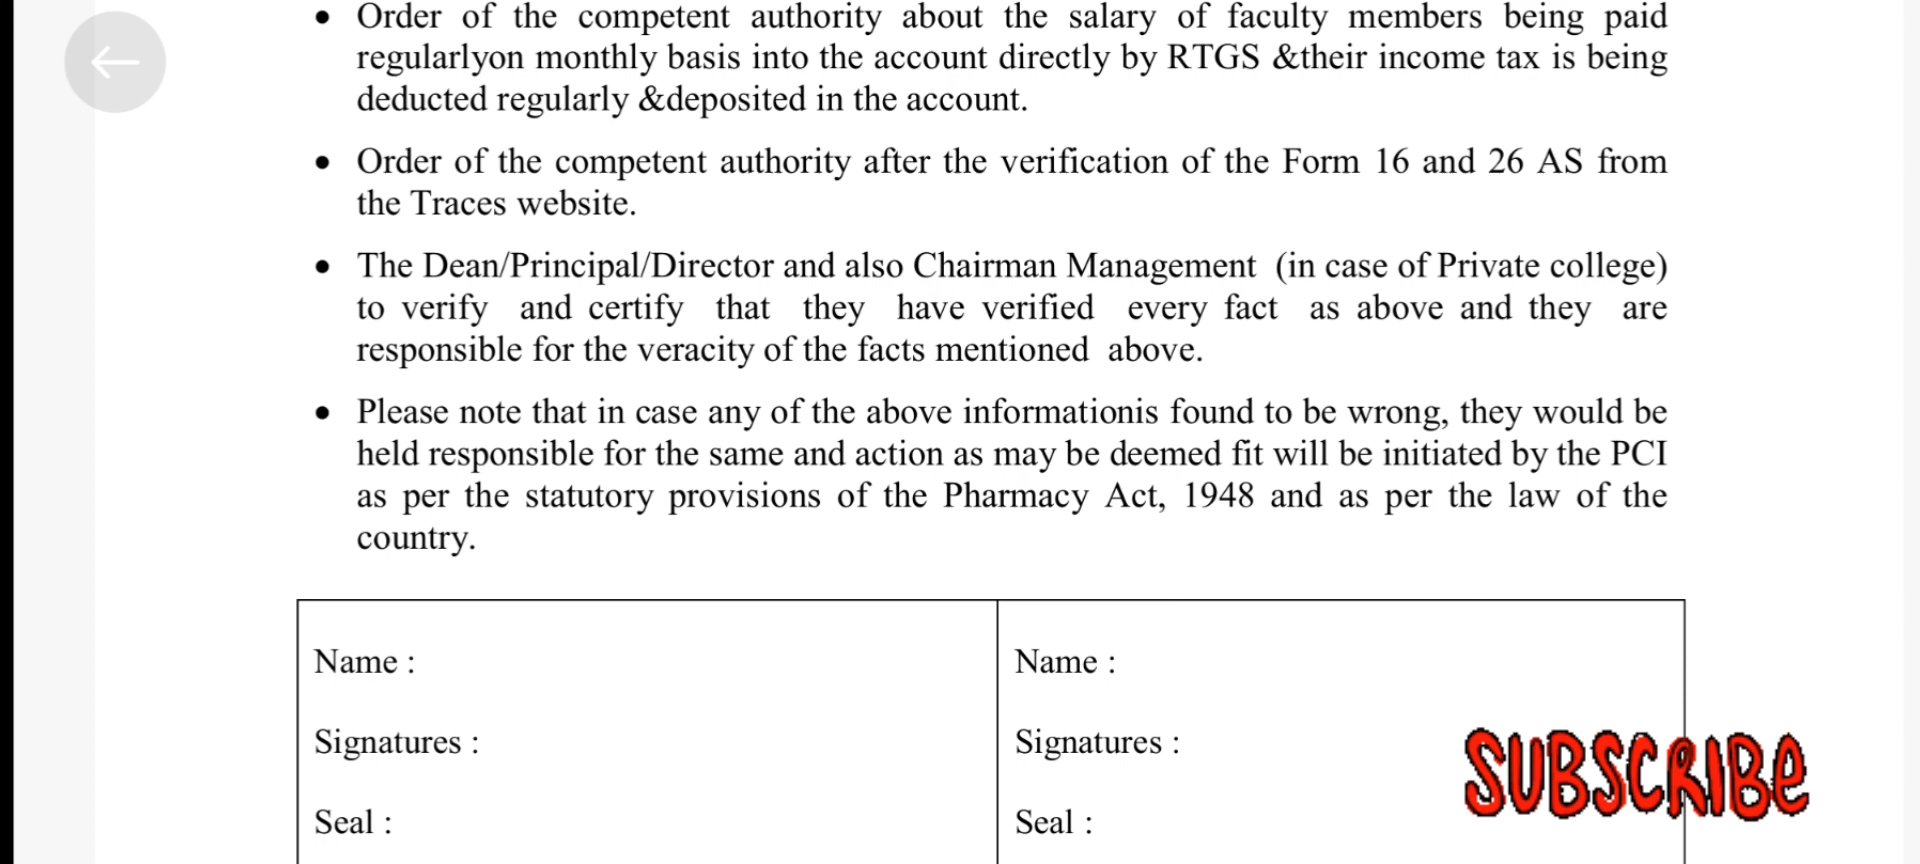 • Order of the competent authority about the salary of faculty members being paid
regularlyon monthly basis into the account directly by RTGS &their income tax is being
deducted regularly &deposited in the account.
• Order of the competent authority after the verification of the Form 16 and 26 AS from
the Traces website.
• The Dean/Principal/Director and also Chairman Management (in case of Private college)
to verify and certify that they have verified every fact as above and they are
responsible for the veracity of the facts mentioned above.
• Please note that in case any of the above informationis found to be wrong, they would be
held responsible for the same and action as may be deemed fit will be initiated by the PCI
as per the statutory provisions of the Pharmacy Act, 1948 and as per the law of the
country.
Name :
Signatures :
Seal :
Name :
Signatures :
Seal :
SUBSCRIBE